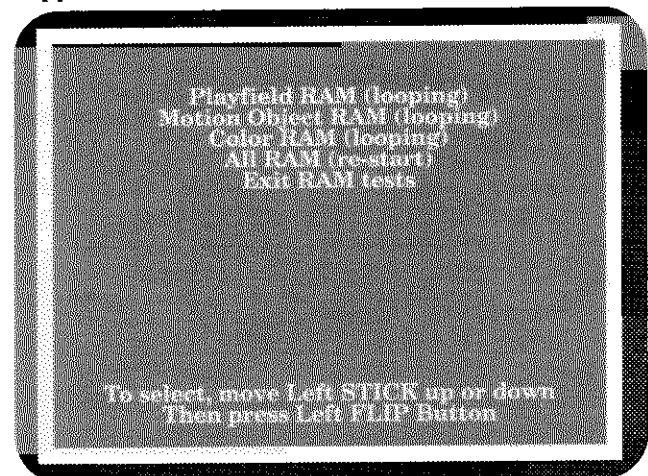 Playfield RAM (looping)
Motion Object RAM (looping)
Color RAM (looping)
All RAM (re-start)
Exit RAM tests
To select, move Left STICK up or down
Then press Left FLIP Button